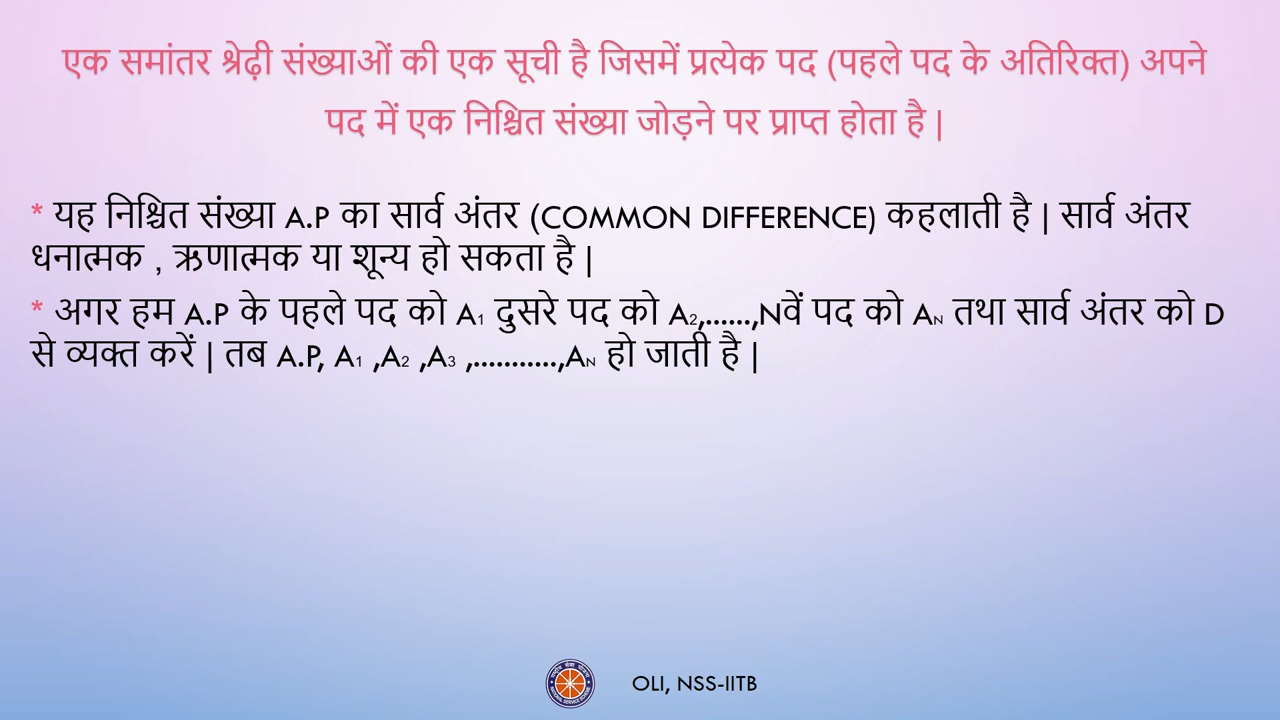 एक समांतर श्रेढ़ी संख्याओं की एक सूची है जिसमें प्रत्येक पद (पहले पद के अतिरिक्त) अपने
पद में एक निश्चित संख्या जोड़ने पर प्राप्त होता है |
* यह निश्चित संख्या A.P का सार्व अंतर (COMMON DIFFERENCE) कहलाती है | सार्व अंतर
धनात्मक , ऋणात्मक या शून्य हो सकता है |
* अगर हम A.P के पहले पद को A₁ दुसरे पद को A₂,......,Nवें पद को Aɴ तथा सार्व अंतर को D
से व्यक्त करें | तब A.P, A₁ ,A₂ ,A₃ ,...........,Aɴ हो जाती है |
OLI, NSS-IITB